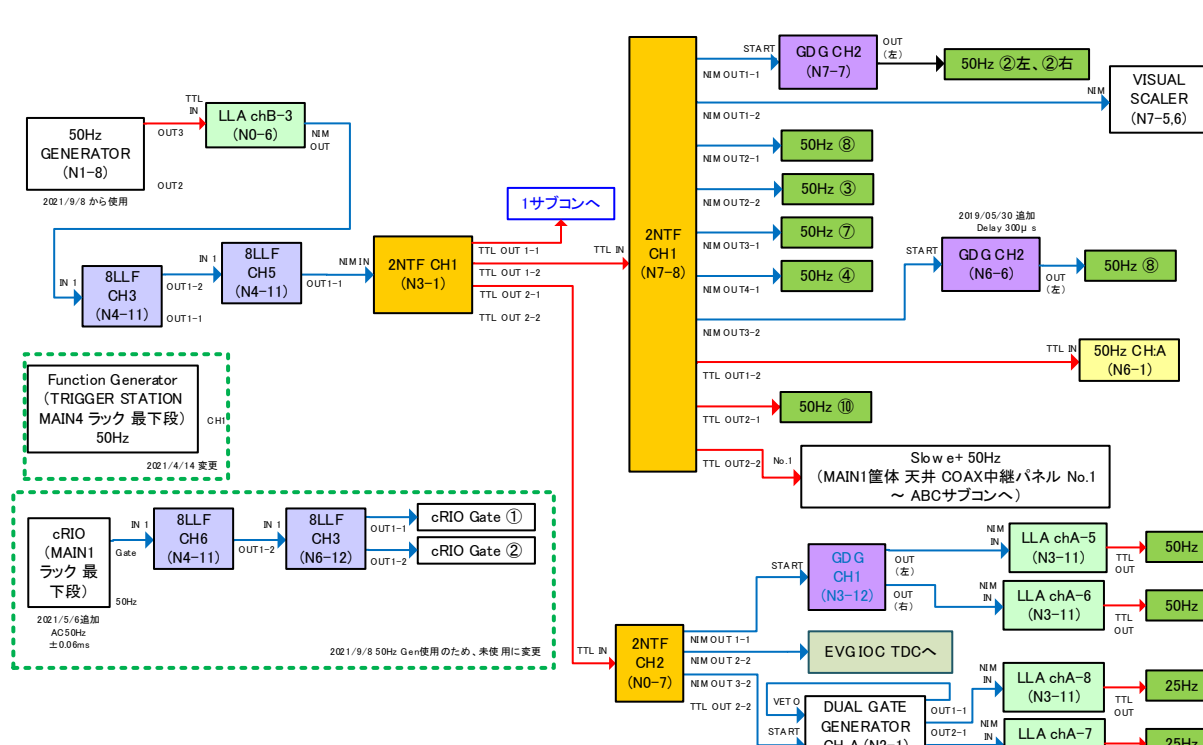 50Hz
GENERATOR
(N1-8)
OUT3
OUT2
2021/9/8 から使用
TTL
IN
LLA chB-3
(N0-6)
NIM
OUT
IN 1
8LLF
CH3
(N4-11)
OUT1-2
OUT1-1
IN 1
8LLF
CH5
(N4-11)
OUT1-1
NIM IN
2NTF CH1
(N3-1)
TTL OUT 1-1
TTL OUT 1-2
TTL OUT 2-1
TTL OUT 2-2
1サブコンへ
TTL IN
2NTF
CH1
(N7-8)
NIM OUT1-1
START
GDG CH2
(N7-7)
OUT
(左)
50Hz ②左、②右
NIM OUT1-2
NIM
VISUAL
SCALER
(N7-5,6)
NIM OUT2-1
50Hz ⑧
NIM OUT2-2
50Hz ③
NIM OUT3-1
50Hz ⑦
NIM OUT4-1
50Hz ④
NIM OUT3-2
START
2019/05/30 追加
Delay 300μs
GDG CH2
(N6-6)
OUT
(左)
50Hz ⑧
TTL OUT1-2
TTL IN
50Hz CH:A
(N6-1)
TTL OUT2-1
50Hz ⑩
TTL OUT2-2
No.1
Slow e+ 50Hz
(MAIN1筐体 天井 COAX中継パネル No.1
～ ABCサブコンへ)
Function Generator
(TRIGGER STATION
MAIN4 ラック 最下段)
50Hz
CH1
2021/4/14 変更
cRIO
(MAIN1
ラック 最
下段)
Gate
50Hz
2021/5/6追加
AC50Hz
±0.06ms
IN 1
8LLF
CH6
(N4-11)
OUT1-2
IN 1
8LLF
CH3
(N6-12)
OUT1-1
OUT1-2
cRIO Gate ①
cRIO Gate ②
2021/9/8 50Hz Gen使用のため、未使用に変更
TTL IN
2NTF
CH2
(N0-7)
NIM OUT 1-1
NIM OUT 2-2
NIM OUT 3-2
TTL OUT 2-2
START
GDG
CH1
(N3-12)
OUT
(左)
OUT
(右)
NIM
IN
LLA chA-5
(N3-11)
TTL
OUT
50Hz
NIM
IN
LLA chA-6
(N3-11)
TTL
OUT
50Hz
EVG IOC TDCへ
VETO
START
DUAL GATE
GENERATOR
CH-A (N2-1)
OUT1-1
OUT2-1
NIM
IN
LLA chA-8
(N3-11)
TTL
OUT
25Hz
NIM
IN
LLA chA-7
25Hz